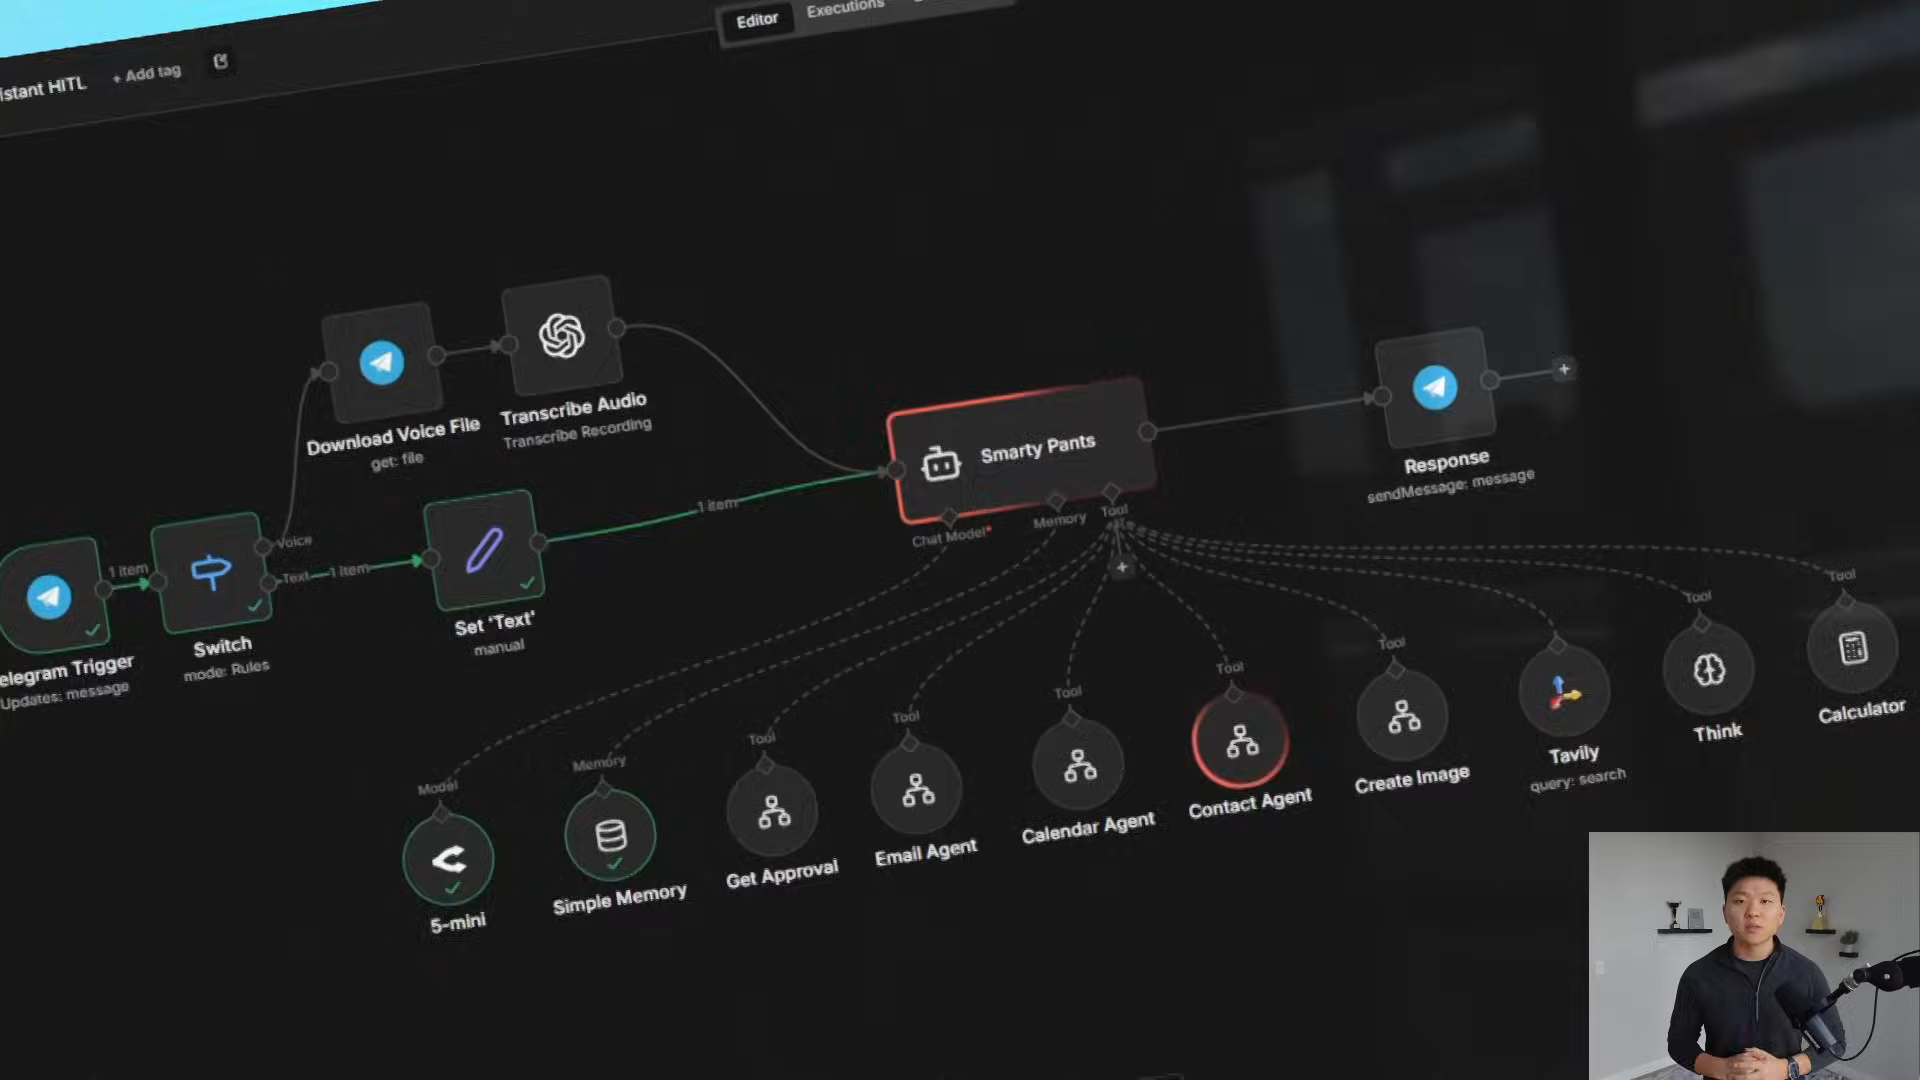 Editor
Executions
istant HITL
+ Add tag
Download Voice File
get: file
Transcribe Audio
Transcribe Recording
Smarty Pants
Chat Model*
Memory
Tool
Response
sendMessage: message
1 item
Voice
Text
1 item
1 item
elegram Trigger
Updates: message
Switch
mode: Rules
Set 'Text'
manual
Model
5-mini
Memory
Simple Memory
Tool
Get Approval
Tool
Email Agent
Tool
Calendar Agent
Tool
Contact Agent
Tool
Create Image
Tavily
query: search
Tool
Think
Tool
Calculator